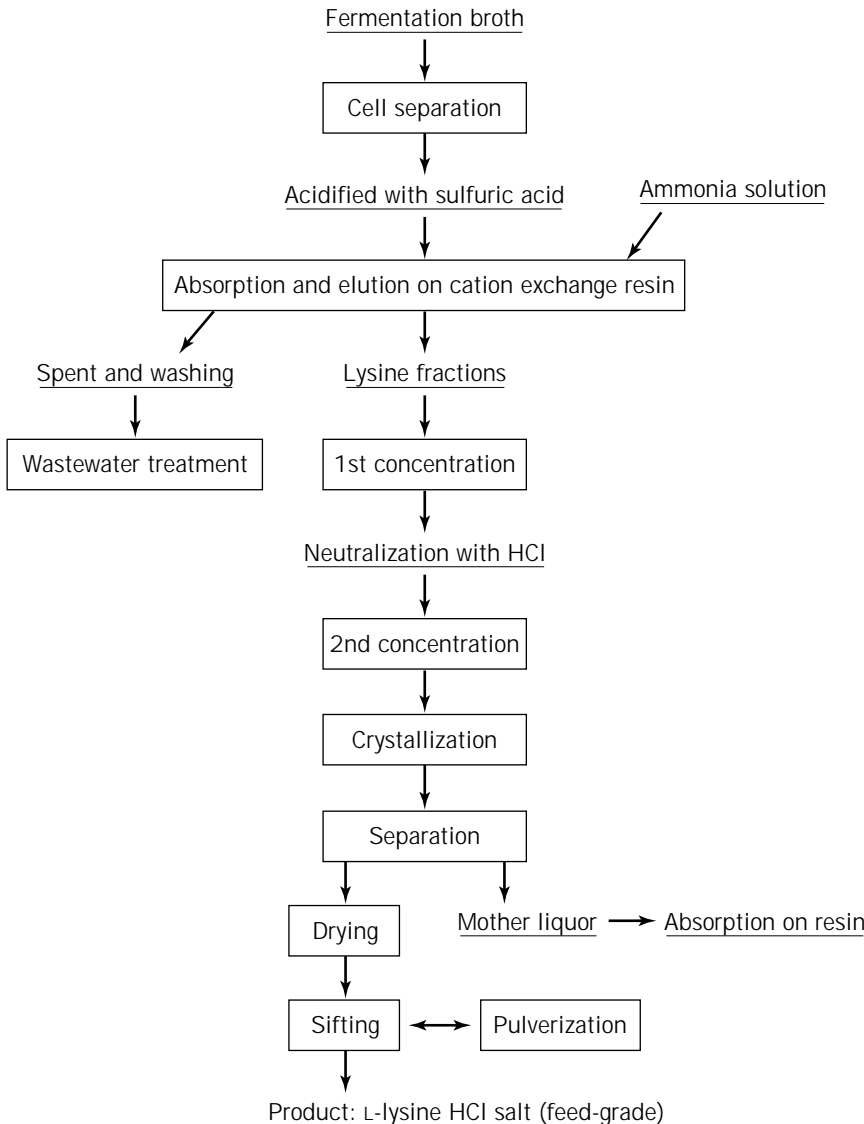 Fermentation broth
Cell separation
Acidified with sulfuric acid
Ammonia solution
Absorption and elution on cation exchange resin
Spent and washing
Lysine fractions
Wastewater treatment
1st concentration
Neutralization with HCl
2nd concentration
Crystallization
Separation
Drying
Mother liquor
Absorption on resin
Sifting
Pulverization
Product: L-lysine HCl salt (feed-grade)